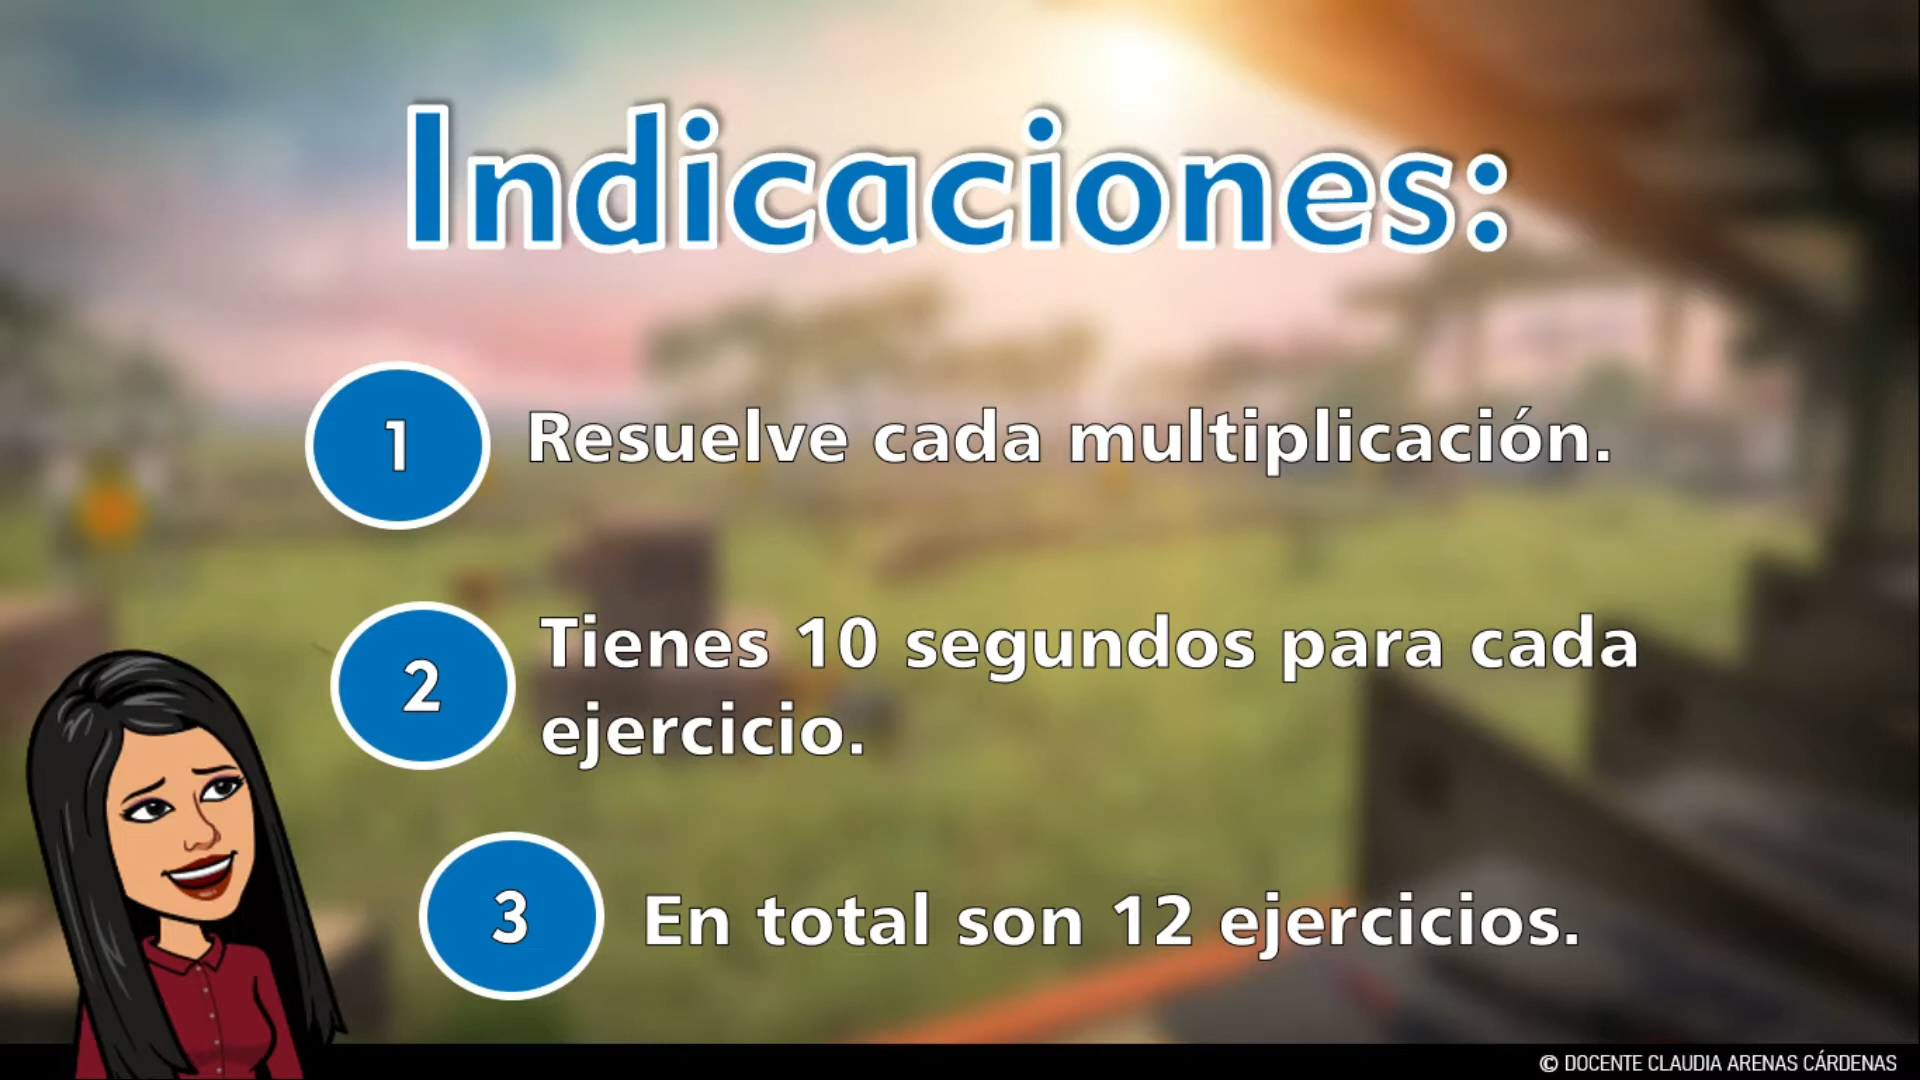 Indicaciones:
1
Resuelve cada multiplicación.
2
Tienes 10 segundos para cada
ejercicio.
3
En total son 12 ejercicios.
© DOCENTE CLAUDIA ARENAS CÁRDENAS